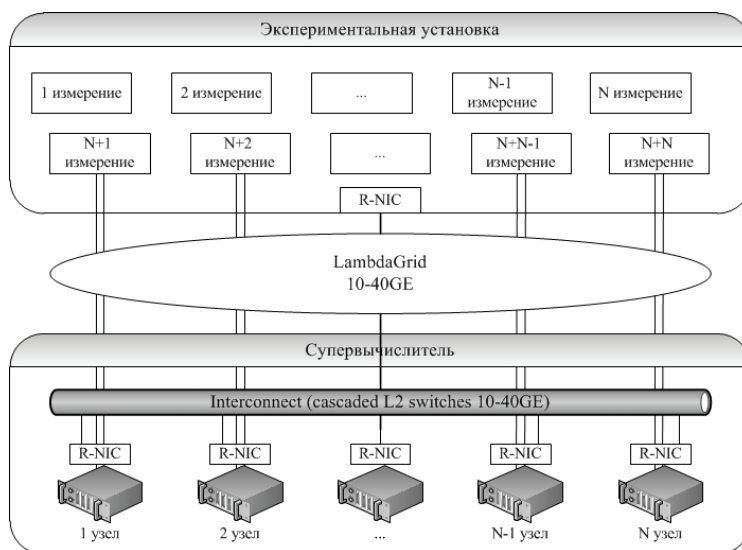 Экспериментальная установка
1 измерение
2 измерение
...
N-1
измерение
N измерение
N+1
измерение
N+2
измерение
...
N+N-1
измерение
N+N
измерение
R-NIC
LambdaGrid
10-40GE
Супервычислитель
Interconnect (cascaded L2 switches 10-40GE)
R-NIC
R-NIC
R-NIC
R-NIC
R-NIC
1 узел
2 узел
...
N-1 узел
N узел